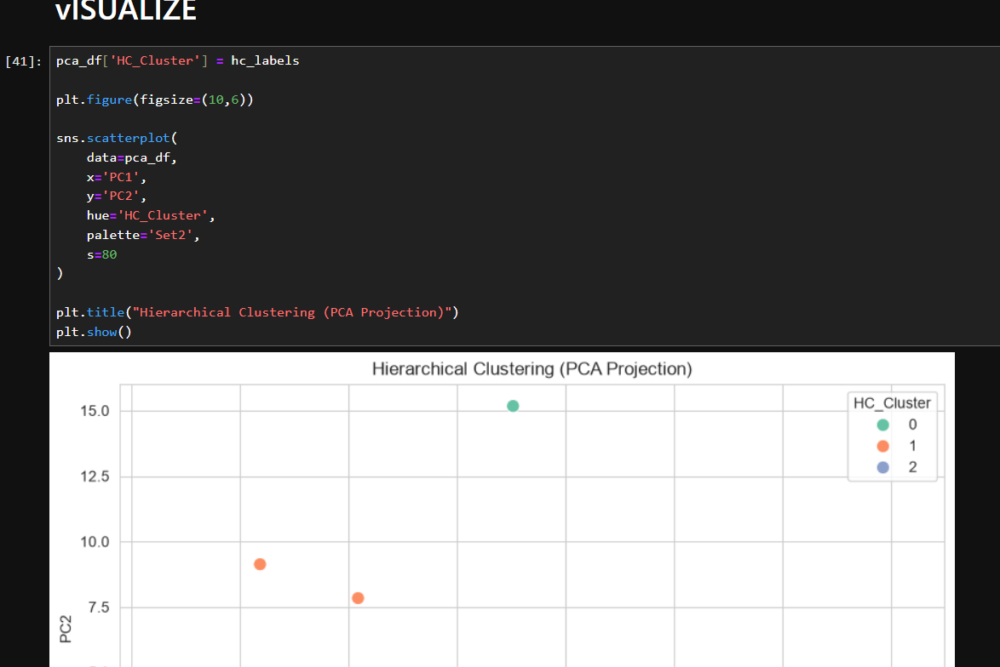 vISUALIZE
[41]:
pca_df['HC_Cluster'] = hc_labels
plt.figure(figsize=(10,6))
sns.scatterplot(
    data=pca_df,
    x='PC1',
    y='PC2',
    hue='HC_Cluster',
    palette='Set2',
    s=80
)
plt.title("Hierarchical Clustering (PCA Projection)")
plt.show()
Hierarchical Clustering (PCA Projection)
HC_Cluster
0
1
2
15.0
12.5
10.0
7.5
PC2